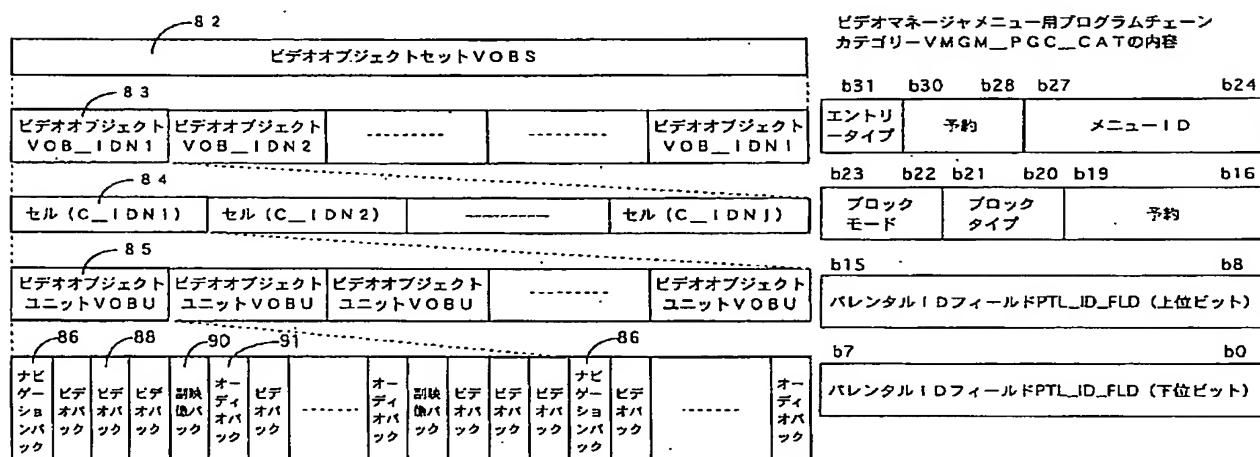 82
ビデオオブジェクトセットVOBS
83
ビデオオブジェクト
VOB__IDN1
ビデオオブジェクト
VOB__IDN2
ビデオオブジェクト
VOB__IDNI
84
セル (C__IDN1)
セル (C__IDN2)
セル (C__IDNJ)
85
ビデオオブジェクト
ユニットVOBU
ビデオオブジェクト
ユニットVOBU
ビデオオブジェクト
ユニットVOBU
ビデオオブジェクト
ユニットVOBU
86
88
90
91
86
ナビゲーションパック
ビデオパック
ビデオパック
ビデオパック
副映像パック
オーディオパック
ビデオパック
オーディオパック
副映像パック
ビデオパック
ビデオパック
ビデオパック
ナビゲーションパック
ビデオパック
オーディオパック
ビデオマネージャメニュー用プログラムチェーン
カテゴリーVMGM__PGC__CATの内容
b31 b30 b28 b27 b24
エントリ
ータイプ
予約
メニューID
b23 b22 b21 b20 b19 b16
ブロック
モード
ブロック
タイプ
予約
b15 b8
パレンタルIDフィールドPTL_ID_FLD (上位ビット)
b7 b0
パレンタルIDフィールドPTL_ID_FLD (下位ビット)